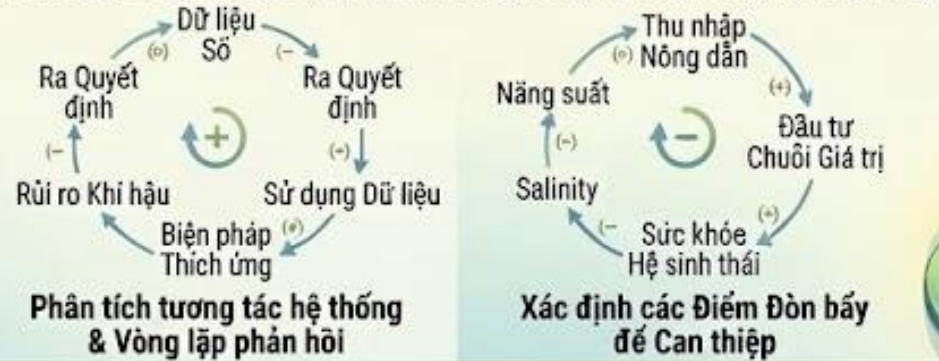 Dữ liệu
Số
(o)
(–
Ra Quyết
định
Ra Quyết
định
+
(–
(+)
Rủi ro Khí hậu
Sử dụng Dữ liệu
Biện pháp
Thích ứng
Phân tích tương tác hệ thống
& Vòng lặp phản hồi
Thu nhập
Nông dân
(o)
(+)
Năng suất
Đầu tư
Chuỗi Giá trị
–
(–)
Salinity
(+)
(–
Sức khỏe
Hệ sinh thái
Xác định các Điểm Đòn bẩy
để Can thiệp